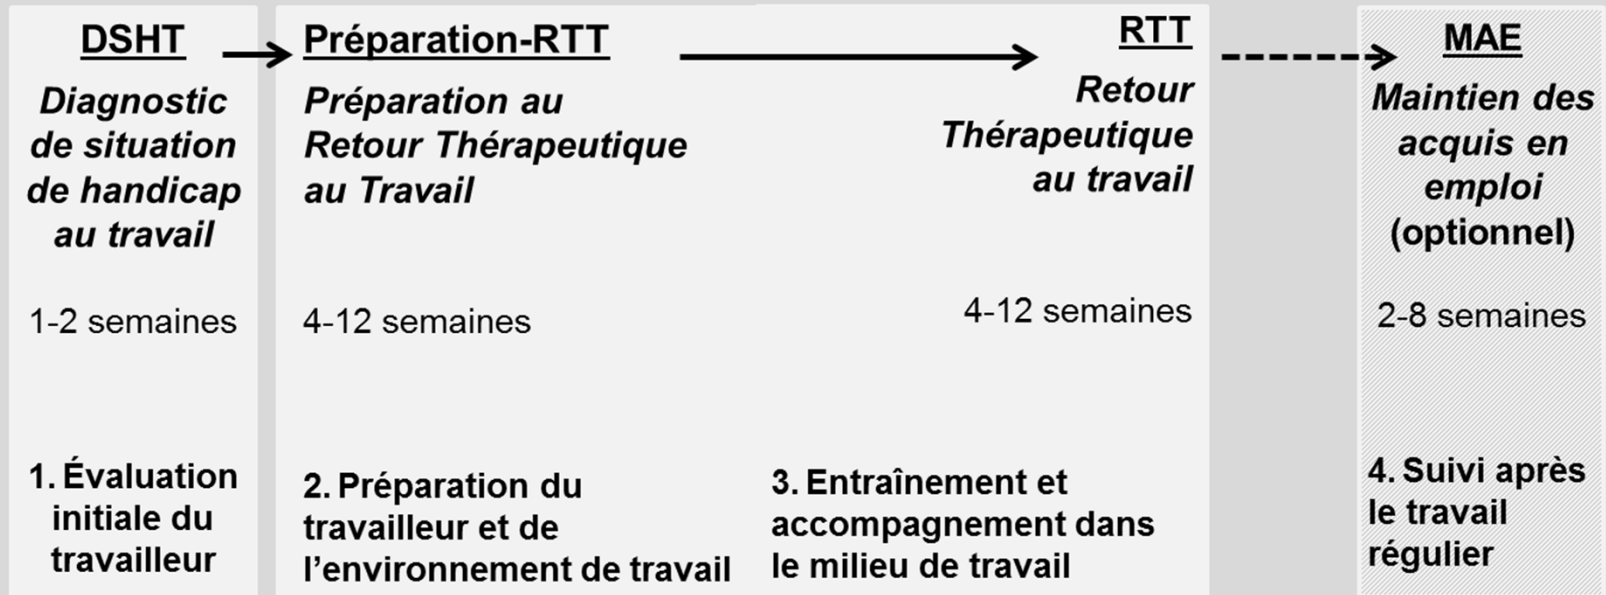 DSHT
Diagnostic
de situation
de handicap
au travail
1-2 semaines
1. Évaluation
initiale du
travailleur
Préparation-RTT
Préparation au
Retour Thérapeutique
au Travail
4-12 semaines
2. Préparation du
travailleur et de
l’environnement de travail
RTT
Retour
Thérapeutique
au travail
4-12 semaines
3. Entraînement et
accompagnement dans
le milieu de travail
MAE
Maintien des
acquis en
emploi
(optionnel)
2-8 semaines
4. Suivi après
le travail
régulier